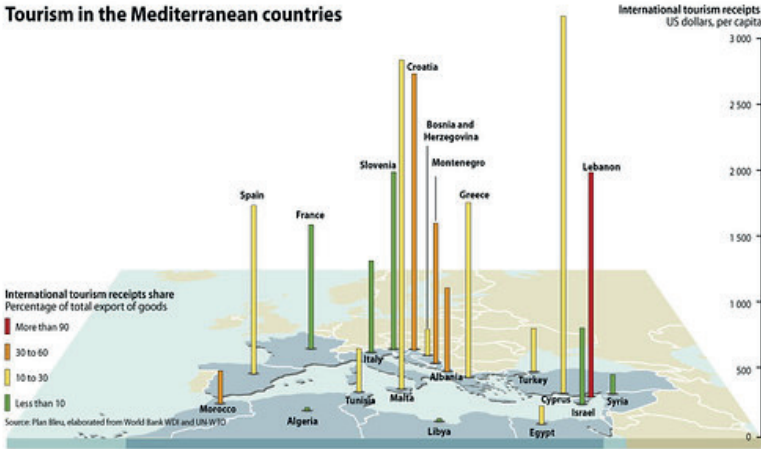 Tourism in the Mediterranean countries
International tourism receipts
US dollars, per capita
3 000
2 500
2 000
1 500
1 000
500
0
Croatia
Bosnia and
Herzegovina
Slovenia
Montenegro
Lebanon
Spain
Greece
France
International tourism receipts share
Percentage of total export of goods
More than 90
30 to 60
10 to 30
Less than 10
Italy
Albania
Turkey
Morocco
Tunisia
Malta
Cyprus
Syria
Israel
Algeria
Libya
Egypt
Source: Plan Bleu, elaborated from World Bank WDI and UN-WTO